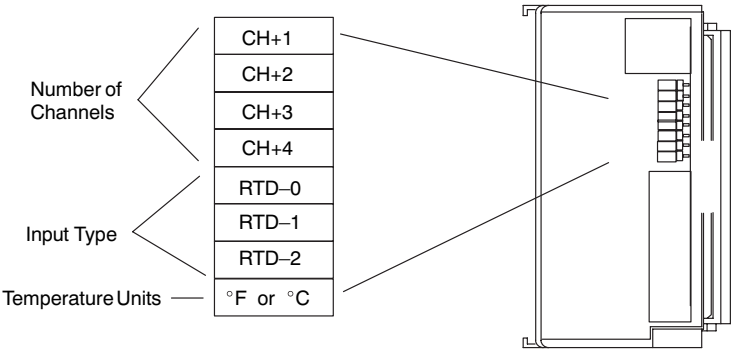 Number of
Channels
Input Type
Temperature Units
CH+1
CH+2
CH+3
CH+4
RTD–0
RTD–1
RTD–2
°F or °C